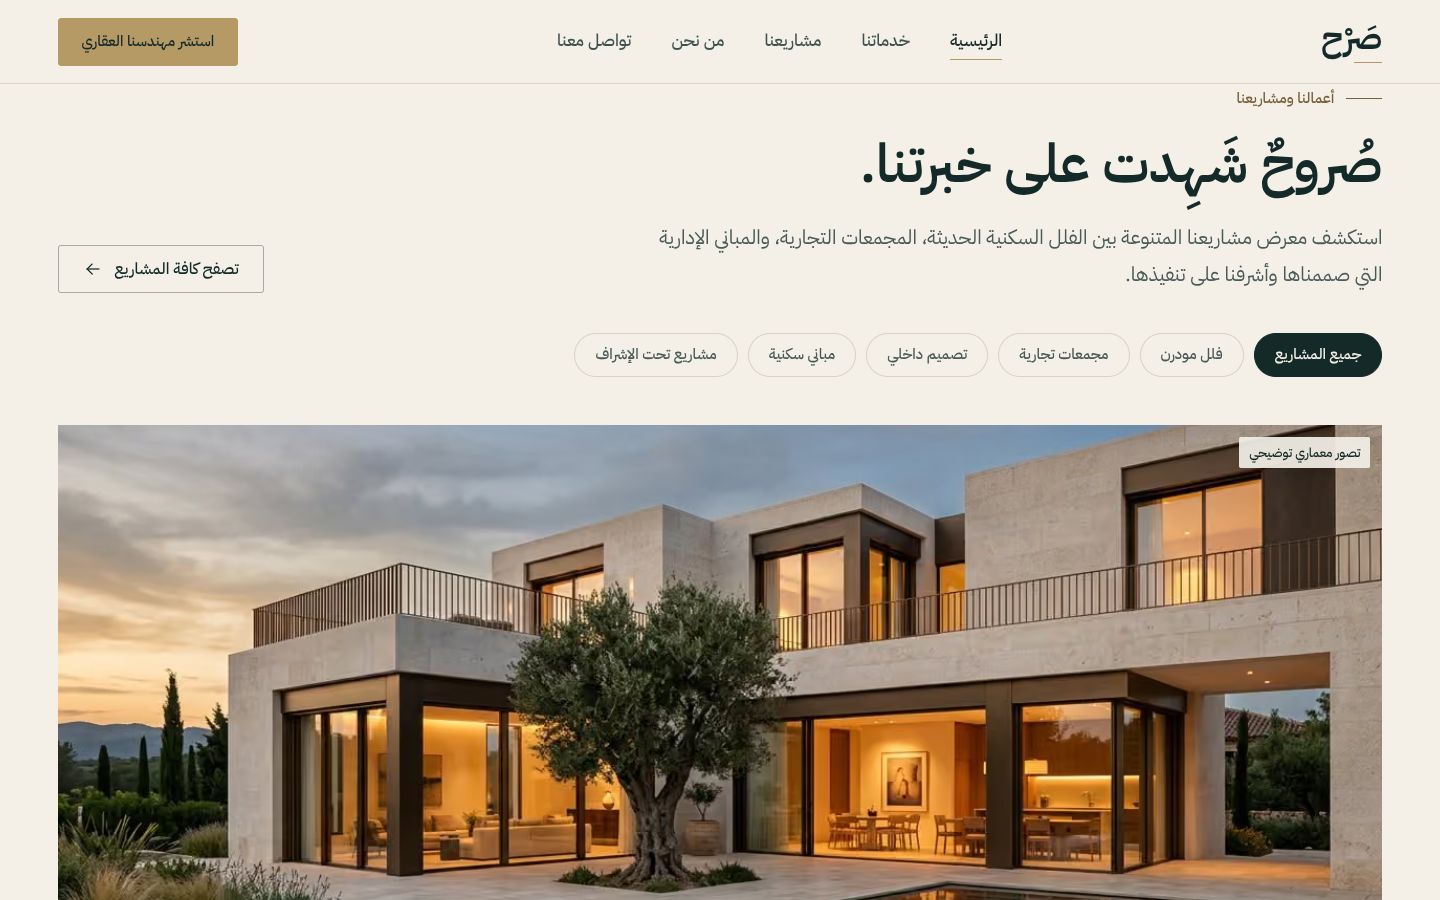 صَرْح
الرئيسية
خدماتنا
مشاريعنا
من نحن
تواصل معنا
استشر مهندسنا العقاري
أعمالنا ومشاريعنا
صُروحٌ شَهِدت على خبرتنا.
استكشف معرض مشاريعنا المتنوعة بين الفلل السكنية الحديثة، المجمعات التجارية، والمباني الإدارية
التي صممناها وأشرفنا على تنفيذها.
تصفح كافة المشاريع ←
جميع المشاريع
فلل مودرن
مجمعات تجارية
تصميم داخلي
مباني سكنية
مشاريع تحت الإشراف
تصور معماري توضيحي